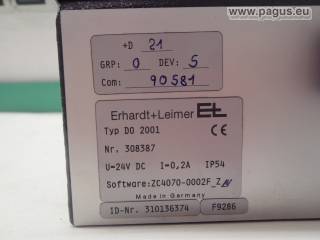 www.pagus.eu
+D 21
GRP: 0 DEV: 5
Com: 90581
Erhardt+Leimer E+L
Typ DO 2001 CE
Nr. 308387
U=24V DC I=0,2A IP54
Software:ZC4070-0002F_Z
Made in Germany
ID-Nr. 310136374 F9286